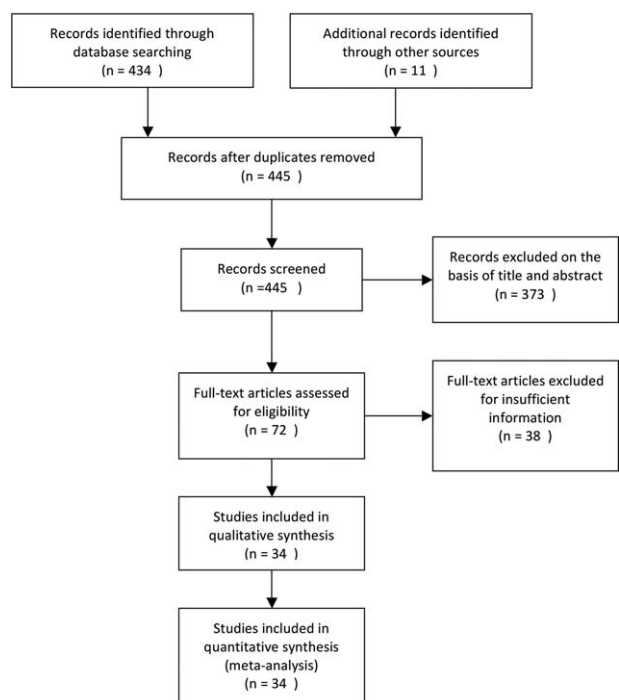 Records identified through
database searching
(n = 434 )
Additional records identified
through other sources
(n = 11 )
Records after duplicates removed
(n = 445 )
Records screened
(n =445 )
Records excluded on the
basis of title and abstract
(n = 373 )
Full-text articles assessed
for eligibility
(n = 72 )
Full-text articles excluded
for insufficient
information
(n = 38 )
Studies included in
qualitative synthesis
(n = 34 )
Studies included in
quantitative synthesis
(meta-analysis)
(n = 34 )